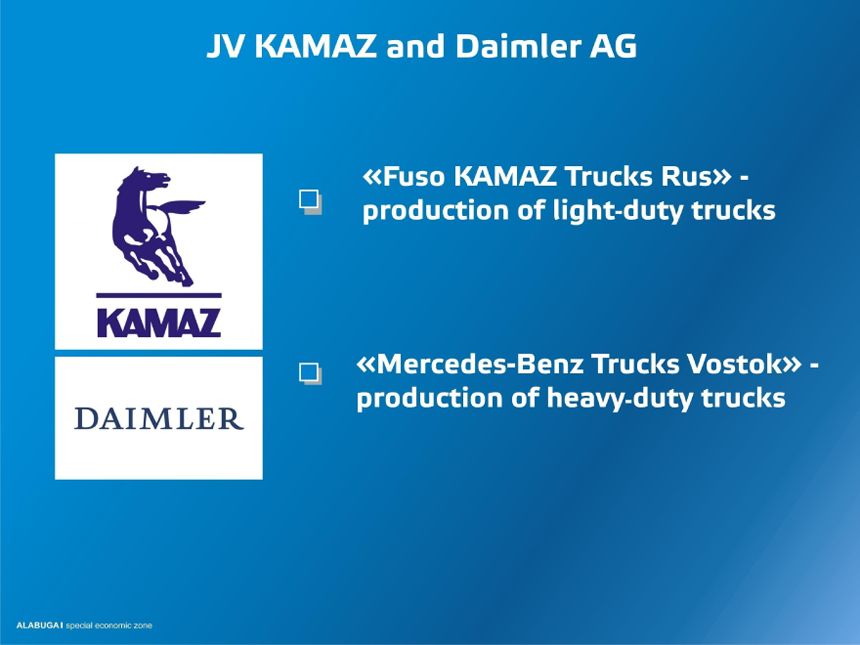 JV KAMAZ and Daimler AG
«Fuso KAMAZ Trucks Rus» -
production of light-duty trucks
KAMAZ
«Mercedes-Benz Trucks Vostok» -
production of heavy-duty trucks
DAIMLER
ALABUGA I special economic zone